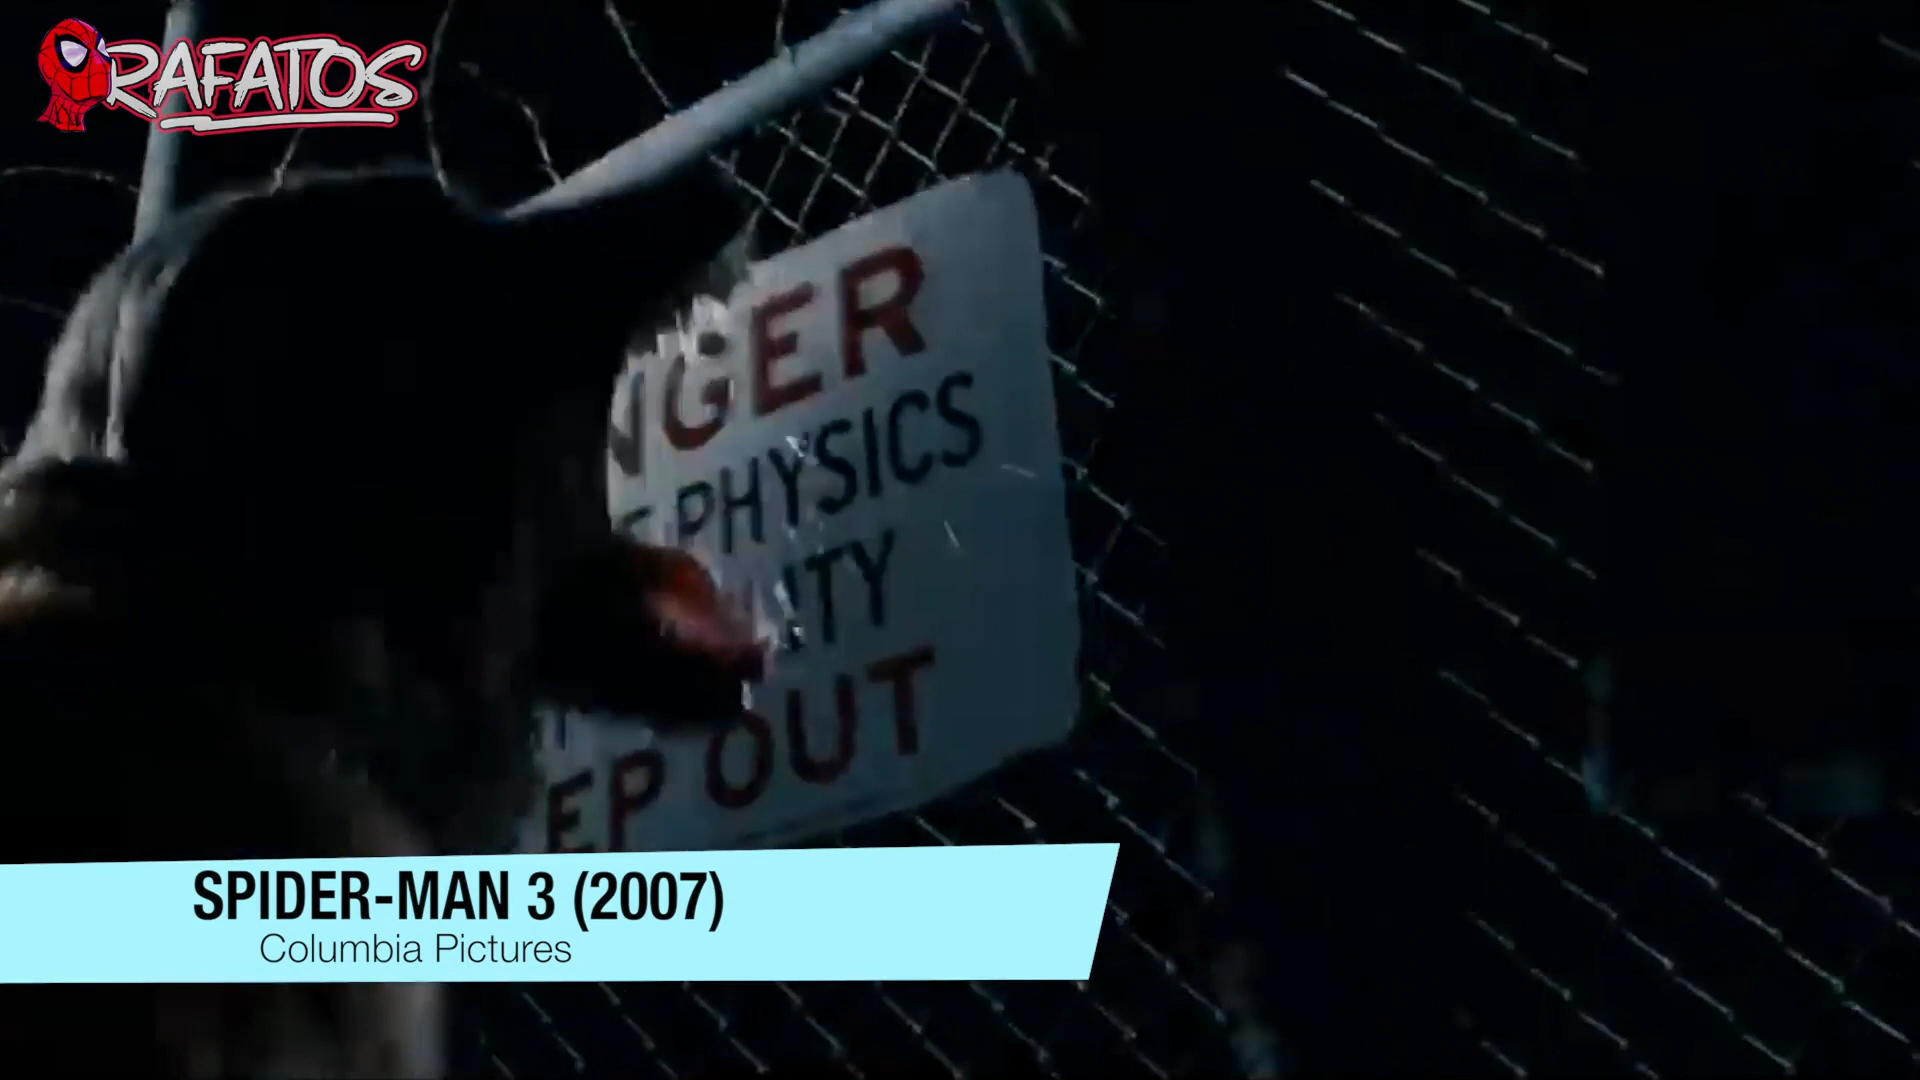 RAFATOS
NGER
PHYSICS
ITY
EP OUT
SPIDER-MAN 3 (2007)
Columbia Pictures